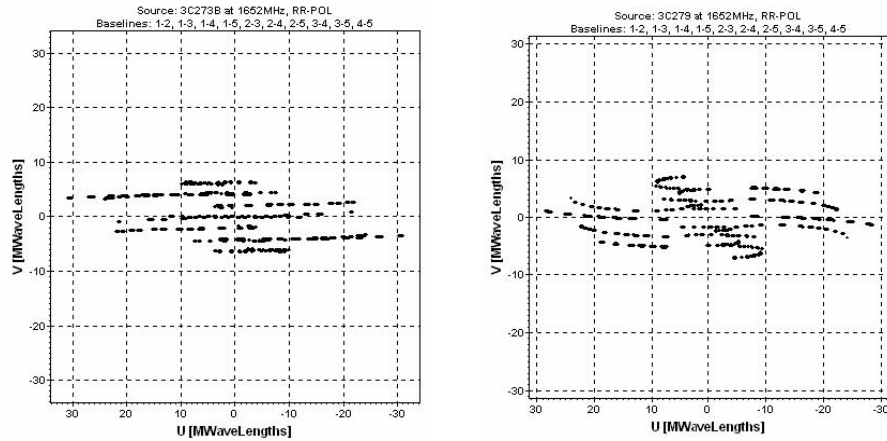 Source: 3C273B at 1652MHz, RR-POL
Baselines: 1-2, 1-3, 1-4, 1-5, 2-3, 2-4, 2-5, 3-4, 3-5, 4-5
30
20
10
0
-10
-20
-30
V [MWaveLengths]
30 20 10 0 -10 -20 -30
U [MWaveLengths]
Source: 3C279 at 1652MHz, RR-POL
Baselines: 1-2, 1-3, 1-4, 1-5, 2-3, 2-4, 2-5, 3-4, 3-5, 4-5
30
20
10
0
-10
-20
-30
V [MWaveLengths]
30 20 10 0 -10 -20 -30
U [MWaveLengths]